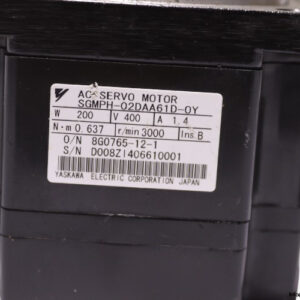 AC SERVO MOTOR
SGMPH-02DAA61D-OY
W 200 V 400 A 1.4
N·m 0.637 r/min 3000 Ins.B
O/N 8G0765-12-1
S/N D008Z1406610001
YASKAWA ELECTRIC CORPORATION JAPAN